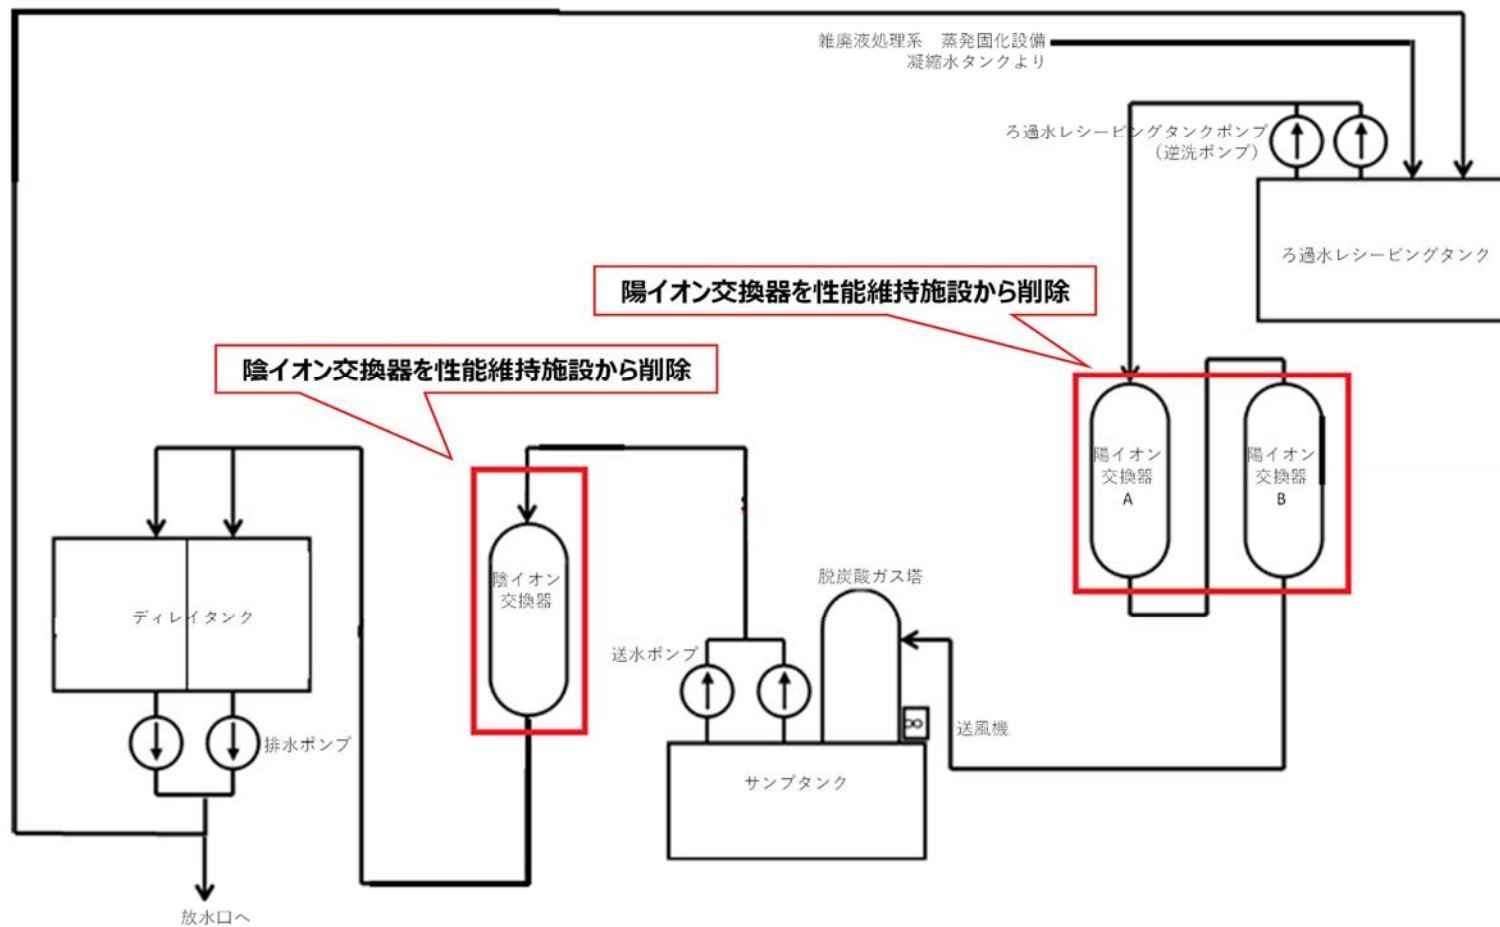 雑廃液処理系　蒸発固化設備
凝縮水タンクより
ろ過水レシービングタンクポンプ
（逆洗ポンプ）
ろ過水レシービングタンク
陽イオン交換器を性能維持施設から削除
陰イオン交換器を性能維持施設から削除
陽イオン
交換器
A
陽イオン
交換器
B
陰イオン
交換器
脱炭酸ガス塔
ディレイタンク
送水ポンプ
送風機
排水ポンプ
サンプタンク
放水口へ